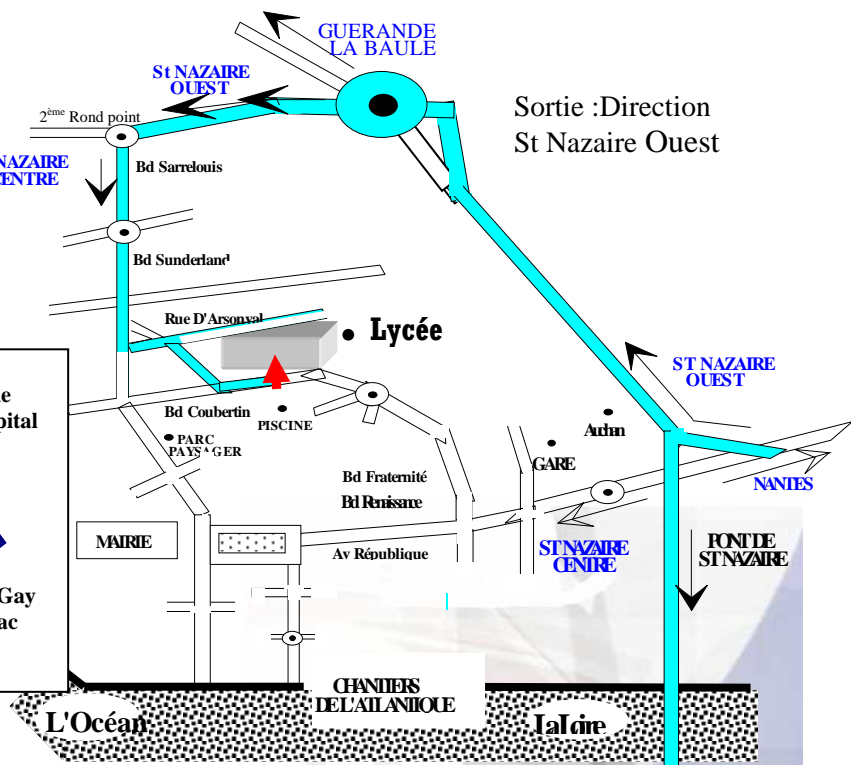 GUERANDE
LA BAULE
St NAZAIRE
OUEST
Sortie :Direction
St Nazaire Ouest
2ème Rond point
NAZAIRE
CENTRE
Bd Sarrelouis
Bd Sunderland
Rue D'Arsonval
Lycée
ST NAZAIRE
OUEST
de
pital
Bd Coubertin
PISCINE
PARC
PAYSAGER
Auchan
GARE
NANTES
Bd Fraternité
Bd Renaissance
MAIRIE
Av République
ST NAZAIRE
CENTRE
PONT DE
ST NAZAIRE
Gay
ac
CHANTIERS
DE L'ATLANTIQUE
L'Océan
La Loire